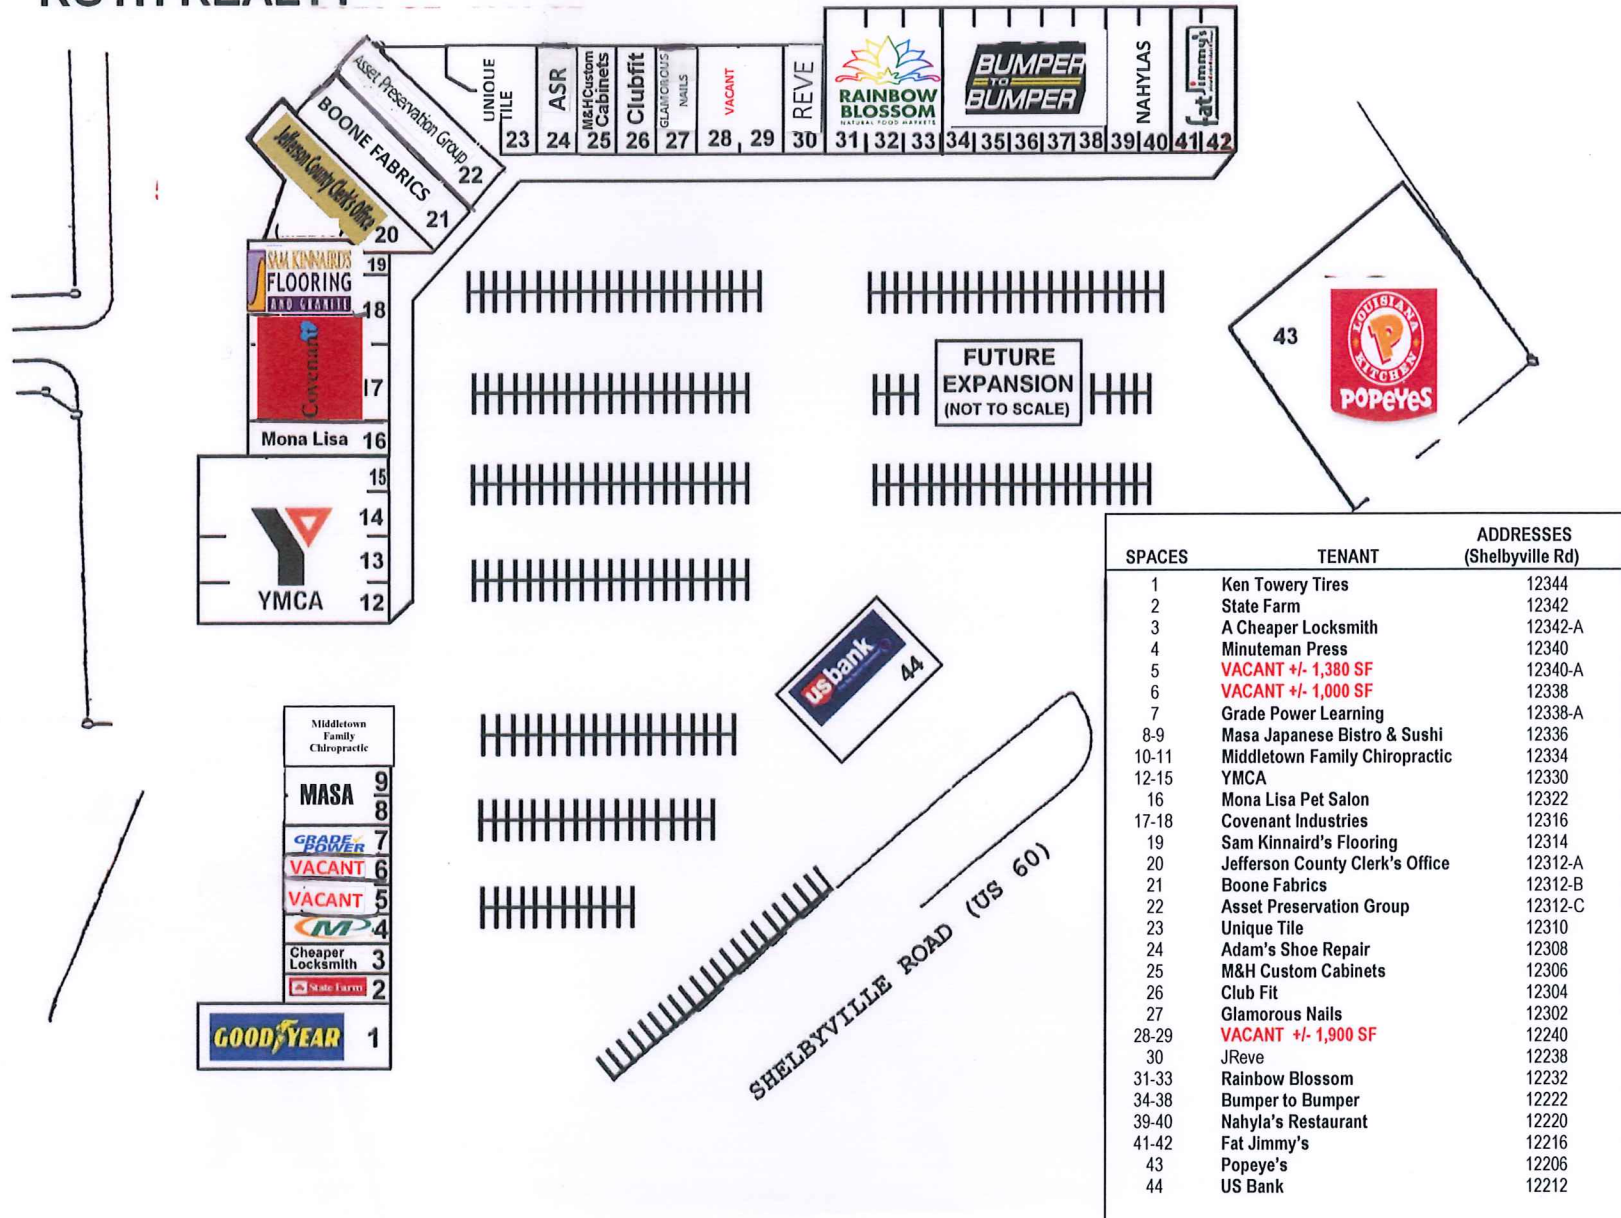 Asset Preservation Group
22
BOONE FABRICS
21
Jefferson County Clerk's Office
20
UNIQUE
TILE
23
ASR
24
M&HCustom
Cabinets
25
Clubfit
26
GLAMOROUS
NAILS
27
VACANT
28 , 29
REVE
30
RAINBOW
BLOSSOM
NATURAL FOOD MARKETS
31 32 33
BUMPER
TO
BUMPER
34 35 36 37 38
NAHYLAS
39 40
fat Jimmy's
41 42
SAM KINNAIRD'S
FLOORING
AND GRANITE
19
18
Covenant
17
Mona Lisa 16
15
14
13
12
YMCA
FUTURE
EXPANSION
(NOT TO SCALE)
43
LOUISIANA
KITCHEN
POPEYES
usbank
44
Middletown
Family
Chiropractic
MASA
9
8
GRADE
POWER 7
VACANT 6
VACANT 5
M 4
Cheaper
Locksmith 3
State Farm 2
GOODYEAR 1
SHELBYVILLE ROAD (US 60)
SPACES TENANT ADDRESSES
(Shelbyville Rd)
1 Ken Towery Tires 12344
2 State Farm 12342
3 A Cheaper Locksmith 12342-A
4 Minuteman Press 12340
5 VACANT +/- 1,380 SF 12340-A
6 VACANT +/- 1,000 SF 12338
7 Grade Power Learning 12338-A
8-9 Masa Japanese Bistro & Sushi 12336
10-11 Middletown Family Chiropractic 12334
12-15 YMCA 12330
16 Mona Lisa Pet Salon 12322
17-18 Covenant Industries 12316
19 Sam Kinnaird's Flooring 12314
20 Jefferson County Clerk's Office 12312-A
21 Boone Fabrics 12312-B
22 Asset Preservation Group 12312-C
23 Unique Tile 12310
24 Adam's Shoe Repair 12308
25 M&H Custom Cabinets 12306
26 Club Fit 12304
27 Glamorous Nails 12302
28-29 VACANT +/- 1,900 SF 12240
30 JReve 12238
31-33 Rainbow Blossom 12232
34-38 Bumper to Bumper 12222
39-40 Nahyla's Restaurant 12220
41-42 Fat Jimmy's 12216
43 Popeye's 12206
44 US Bank 12212